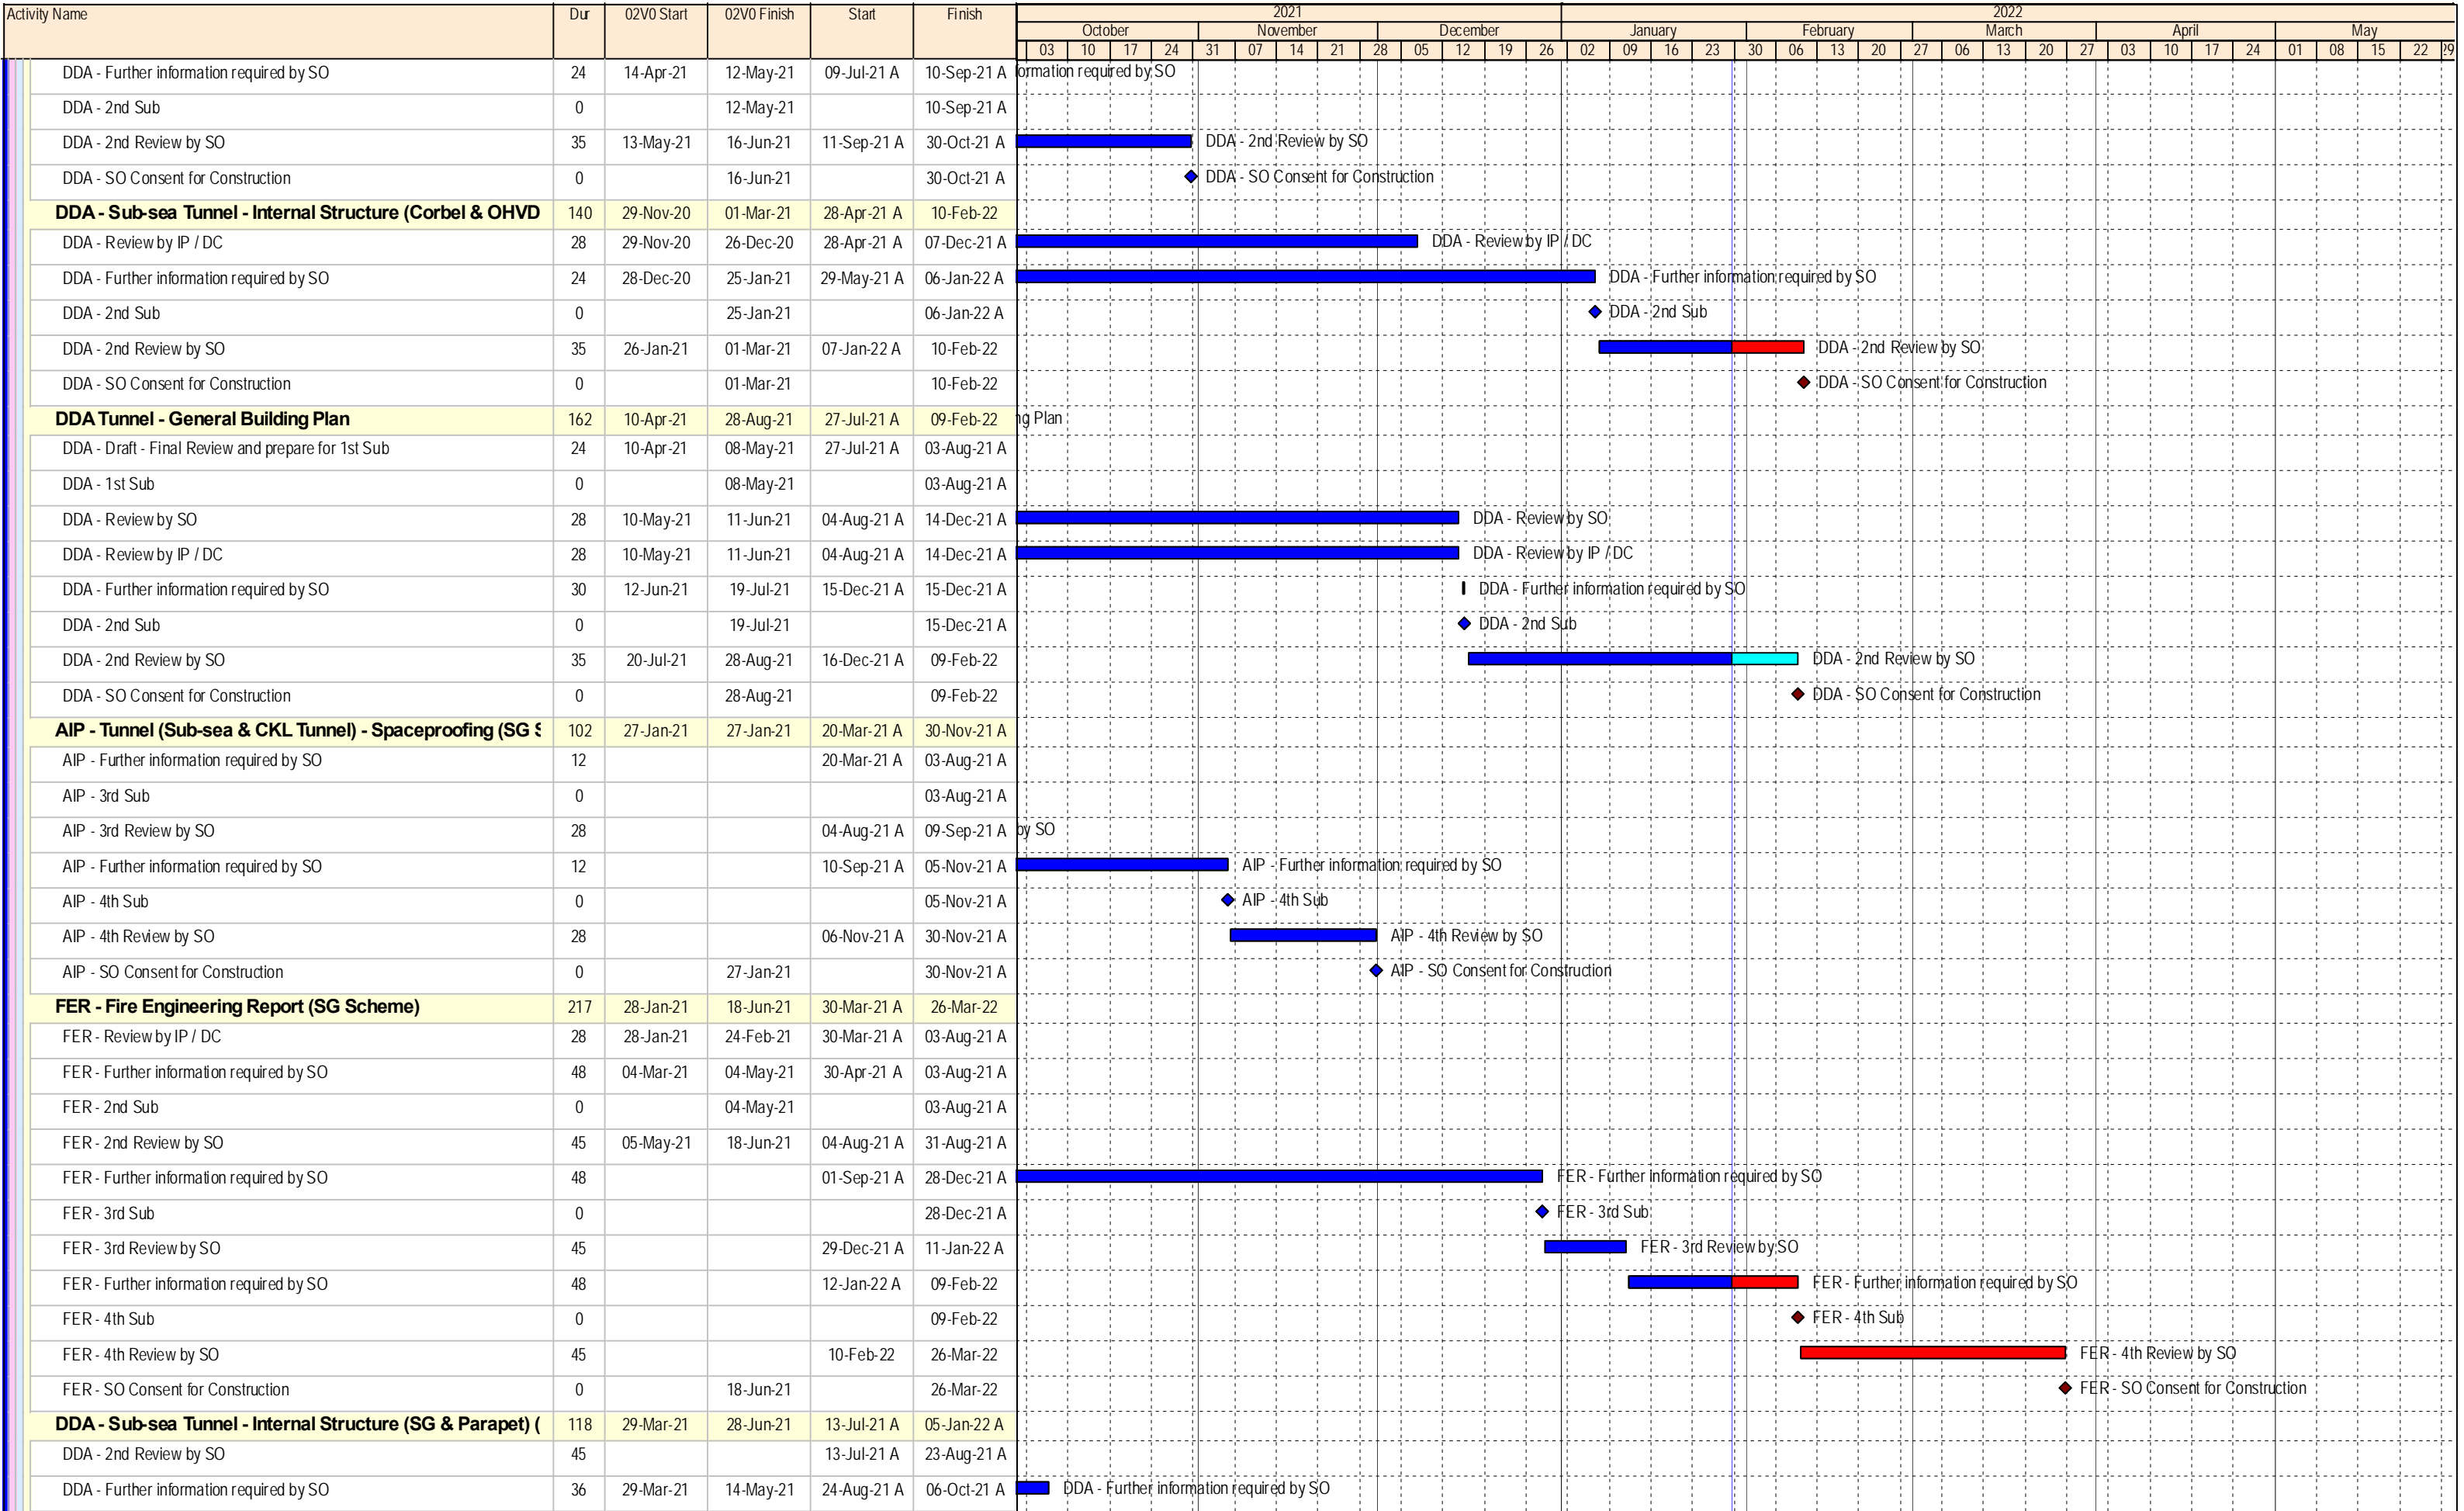 Activity Name Dur 02V0 Start 02V0 Finish Start Finish 2021 2022
October November December January February March April May
03 10 17 24 31 07 14 21 28 05 12 19 26 02 09 16 23 30 06 13 20 27 06 13 20 27 03 10 17 24 01 08 15 22 29
DDA - Further information required by SO 24 14-Apr-21 12-May-21 09-Jul-21 A 10-Sep-21 A ormation required by SO
DDA - 2nd Sub 0 12-May-21 10-Sep-21 A
DDA - 2nd Review by SO 35 13-May-21 16-Jun-21 11-Sep-21 A 30-Oct-21 A DDA - 2nd Review by SO
DDA - SO Consent for Construction 0 16-Jun-21 30-Oct-21 A DDA - SO Consent for Construction
DDA - Sub-sea Tunnel - Internal Structure (Corbel & OHVD 140 29-Nov-20 01-Mar-21 28-Apr-21 A 10-Feb-22
DDA - Review by IP / DC 28 29-Nov-20 26-Dec-20 28-Apr-21 A 07-Dec-21 A DDA - Review by IP / DC
DDA - Further information required by SO 24 28-Dec-20 25-Jan-21 29-May-21 A 06-Jan-22 A DDA - Further information required by SO
DDA - 2nd Sub 0 25-Jan-21 06-Jan-22 A DDA - 2nd Sub
DDA - 2nd Review by SO 35 26-Jan-21 01-Mar-21 07-Jan-22 A 10-Feb-22 DDA - 2nd Review by SO
DDA - SO Consent for Construction 0 01-Mar-21 10-Feb-22 DDA - SO Consent for Construction
DDA Tunnel - General Building Plan 162 10-Apr-21 28-Aug-21 27-Jul-21 A 09-Feb-22 ng Plan
DDA - Draft - Final Review and prepare for 1st Sub 24 10-Apr-21 08-May-21 27-Jul-21 A 03-Aug-21 A
DDA - 1st Sub 0 08-May-21 03-Aug-21 A
DDA - Review by SO 28 10-May-21 11-Jun-21 04-Aug-21 A 14-Dec-21 A DDA - Review by SO
DDA - Review by IP / DC 28 10-May-21 11-Jun-21 04-Aug-21 A 14-Dec-21 A DDA - Review by IP / DC
DDA - Further information required by SO 30 12-Jun-21 19-Jul-21 15-Dec-21 A 15-Dec-21 A DDA - Further information required by SO
DDA - 2nd Sub 0 19-Jul-21 15-Dec-21 A DDA - 2nd Sub
DDA - 2nd Review by SO 35 20-Jul-21 28-Aug-21 16-Dec-21 A 09-Feb-22 DDA - 2nd Review by SO
DDA - SO Consent for Construction 0 28-Aug-21 09-Feb-22 DDA - SO Consent for Construction
AIP - Tunnel (Sub-sea & CKL Tunnel) - Spaceproofing (SG S 102 27-Jan-21 27-Jan-21 20-Mar-21 A 30-Nov-21 A
AIP - Further information required by SO 12 20-Mar-21 A 03-Aug-21 A
AIP - 3rd Sub 0 03-Aug-21 A
AIP - 3rd Review by SO 28 04-Aug-21 A 09-Sep-21 A by SO
AIP - Further information required by SO 12 10-Sep-21 A 05-Nov-21 A AIP - Further information required by SO
AIP - 4th Sub 0 05-Nov-21 A AIP - 4th Sub
AIP - 4th Review by SO 28 06-Nov-21 A 30-Nov-21 A AIP - 4th Review by SO
AIP - SO Consent for Construction 0 27-Jan-21 30-Nov-21 A AIP - SO Consent for Construction
FER - Fire Engineering Report (SG Scheme) 217 28-Jan-21 18-Jun-21 30-Mar-21 A 26-Mar-22
FER - Review by IP / DC 28 28-Jan-21 24-Feb-21 30-Mar-21 A 03-Aug-21 A
FER - Further information required by SO 48 04-Mar-21 04-May-21 30-Apr-21 A 03-Aug-21 A
FER - 2nd Sub 0 04-May-21 03-Aug-21 A
FER - 2nd Review by SO 45 05-May-21 18-Jun-21 04-Aug-21 A 31-Aug-21 A
FER - Further information required by SO 48 01-Sep-21 A 28-Dec-21 A FER - Further information required by SO
FER - 3rd Sub 0 28-Dec-21 A FER - 3rd Sub
FER - 3rd Review by SO 45 29-Dec-21 A 11-Jan-22 A FER - 3rd Review by SO
FER - Further information required by SO 48 12-Jan-22 A 09-Feb-22 FER - Further information required by SO
FER - 4th Sub 0 09-Feb-22 FER - 4th Sub
FER - 4th Review by SO 45 10-Feb-22 26-Mar-22 FER - 4th Review by SO
FER - SO Consent for Construction 0 18-Jun-21 26-Mar-22 FER - SO Consent for Construction
DDA - Sub-sea Tunnel - Internal Structure (SG & Parapet) ( 118 29-Mar-21 28-Jun-21 13-Jul-21 A 05-Jan-22 A
DDA - 2nd Review by SO 45 13-Jul-21 A 23-Aug-21 A
DDA - Further information required by SO 36 29-Mar-21 14-May-21 24-Aug-21 A 06-Oct-21 A DDA - Further information required by SO